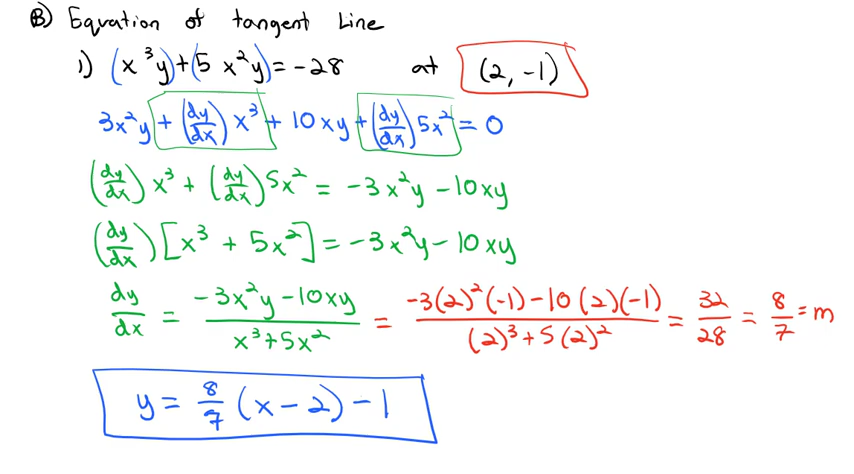 B) Equation of tangent Line
1) (x³y)+(5x²y)=-28 at (2,-1)
3x²y+(dy/dx)x³+10xy+(dy/dx)5x²=0
(dy/dx)x³+(dy/dx)5x²=-3x²y-10xy
(dy/dx)[x³+5x²]=-3x²y-10xy
dy/dx = (-3x²y-10xy)/(x³+5x²) = (-3(2)²(-1)-10(2)(-1))/((2)³+5(2)²) = 32/28 = 8/7 = m
y=8/7(x-2)-1